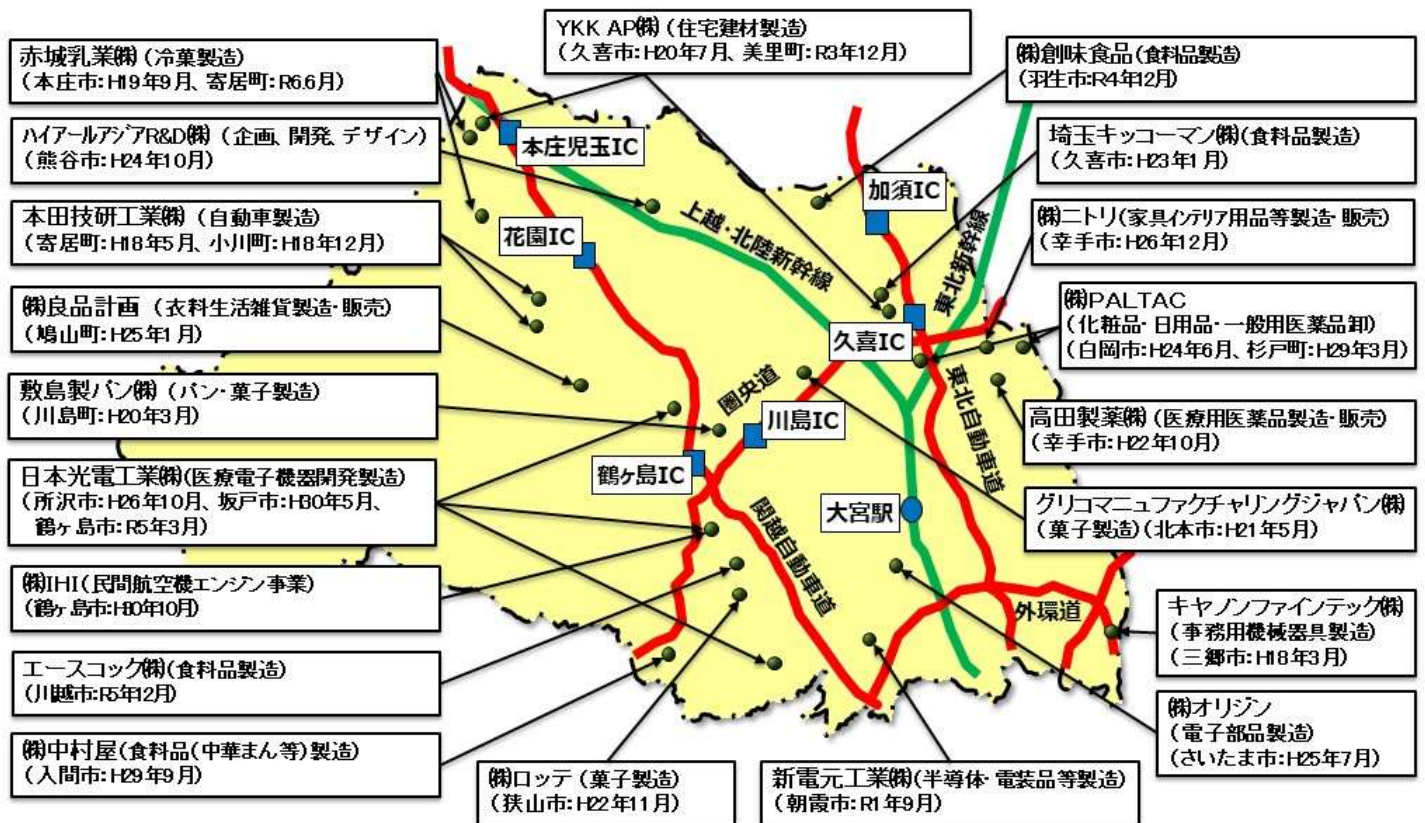 赤城乳業㈱（冷菓製造）
（本庄市：H19年9月、寄居町：R6.6月）
ハイアールアジアR&D㈱（企画、開発、デザイン）
（熊谷市：H24年10月）
本田技研工業㈱（自動車製造）
（寄居町：H18年5月、小川町：H18年12月）
㈱良品計画（衣料生活雑貨製造・販売）
（鳩山町：H25年1月）
敷島製パン㈱（パン・菓子製造）
（川島町：H20年3月）
日本光電工業㈱（医療電子機器開発製造）
（所沢市：H26年10月、坂戸市：H30年5月、
鶴ヶ島市：R5年3月）
㈱IHI（民間航空機エンジン事業）
（鶴ヶ島市：H30年10月）
エースコック㈱（食料品製造）
（川越市：R5年12月）
㈱中村屋（食料品（中華まん等）製造）
（入間市：H29年9月）
YKK AP㈱（住宅建材製造）
（久喜市：H20年7月、美里町：R3年12月）
本庄児玉IC
花園IC
上越・北陸新幹線
加須IC
東北新幹線
久喜IC
圏央道
川島IC
鶴ヶ島IC
東北自動車道
大宮駅
関越自動車道
外環道
㈱ロッテ（菓子製造）
（狭山市：H22年11月）
新電元工業㈱（半導体・電装品等製造）
（朝霞市：R1年9月）
㈱創味食品（食料品製造）
（羽生市：R4年12月）
埼玉キッコーマン㈱（食料品製造）
（久喜市：H23年1月）
㈱ニトリ（家具インテリア用品等製造・販売）
（幸手市：H26年12月）
㈱PALTAC
（化粧品・日用品・一般用医薬品卸）
（白岡市：H24年6月、杉戸町：H29年3月）
高田製薬㈱（医療用医薬品製造・販売）
（幸手市：H22年10月）
グリコマニュファクチャリングジャパン㈱
（菓子製造）（北本市：H21年5月）
キヤノンファインテック㈱
（事務用機械器具製造）
（三郷市：H18年3月）
㈱オリジン
（電子部品製造）
（さいたま市：H25年7月）